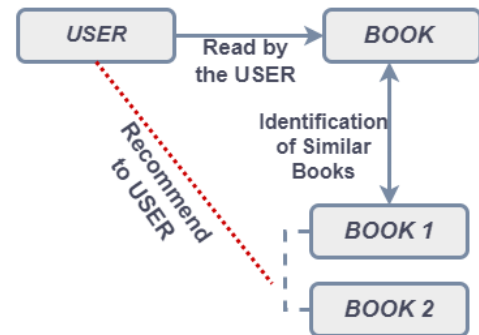 USER
BOOK
Read by
the USER
Identification
of Similar
Books
Recommend
to USER
BOOK 1
BOOK 2